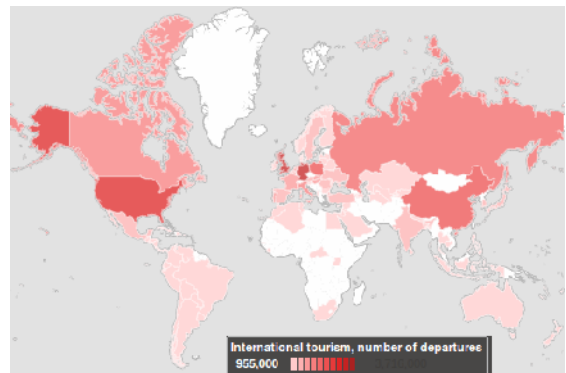 International tourism, number of departures
955,000